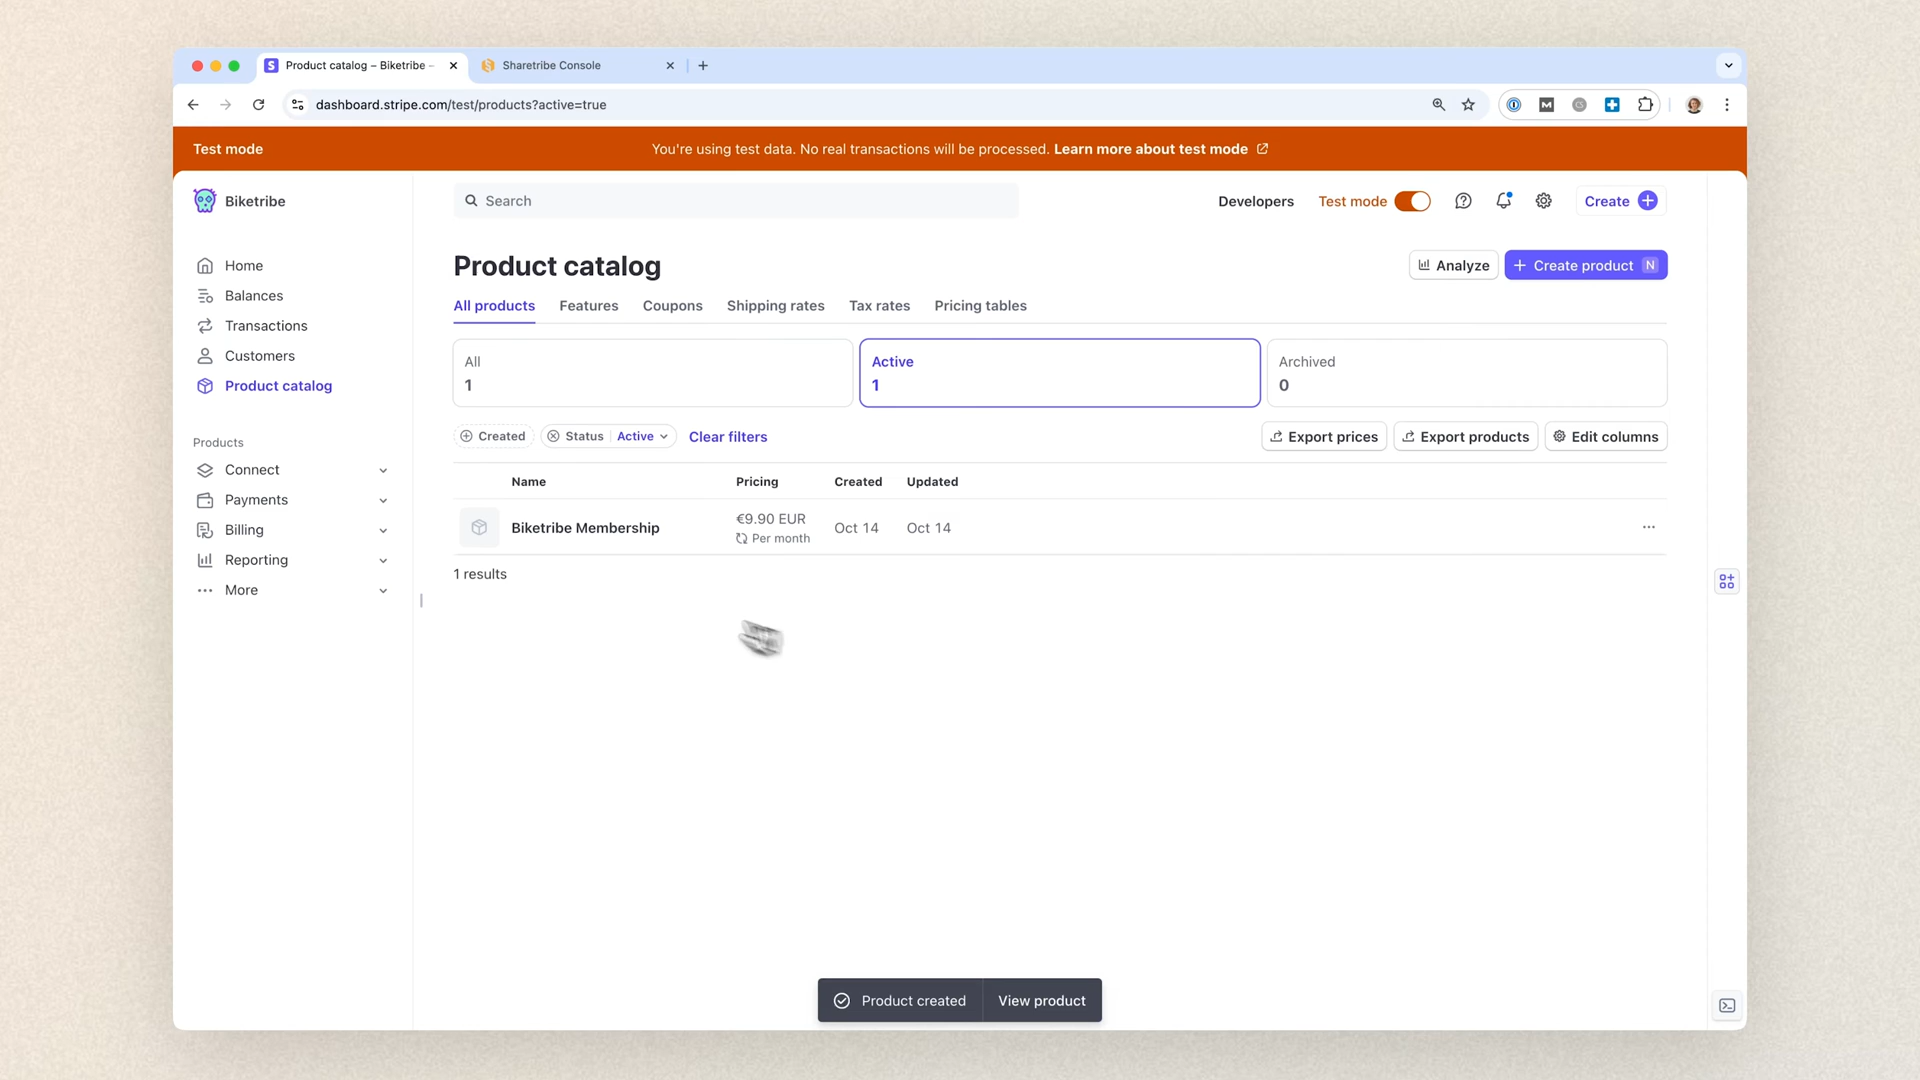 Product catalog – Biketribe –
Sharetribe Console
dashboard.stripe.com/test/products?active=true
Test mode
You're using test data. No real transactions will be processed. Learn more about test mode
Biketribe
Search
Developers
Test mode
Create
Home
Balances
Transactions
Customers
Product catalog
Products
Connect
Payments
Billing
Reporting
More
Product catalog
Analyze
Create product N
All products Features Coupons Shipping rates Tax rates Pricing tables
All
1
Active
1
Archived
0
Created
Status Active
Clear filters
Export prices
Export products
Edit columns
Name Pricing Created Updated
Biketribe Membership
€9.90 EUR
Per month
Oct 14
Oct 14
1 results
Product created
View product